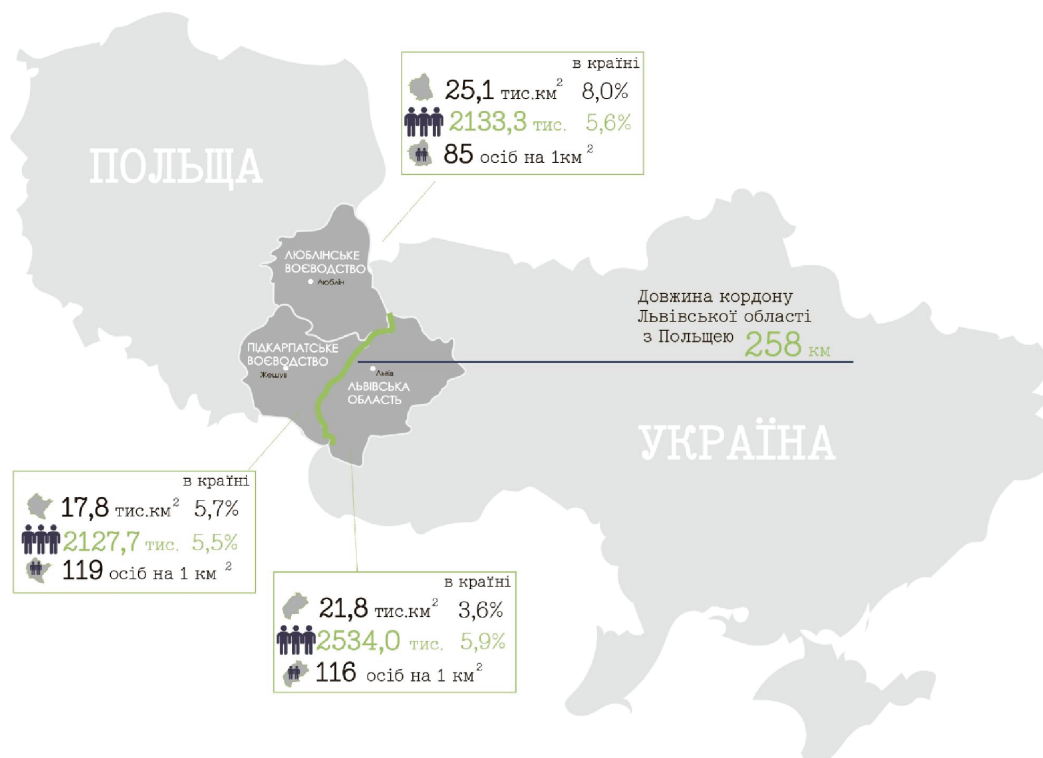 в країні
25,1 тис.км² 8,0%
2133,3 тис. 5,6%
85 осіб на 1км²
ПОЛЬЩА
ЛЮБЛІНСЬКЕ
ВОЄВОДСТВО
Люблін
Довжина кордону
Львівської області
з Польщею 258 км
ПІДКАРПАТСЬКЕ
ВОЄВОДСТВО
Жешув
Львів
ЛЬВІВСЬКА
ОБЛАСТЬ
УКРАЇНА
в країні
17,8 тис.км² 5,7%
2127,7 тис. 5,5%
119 осіб на 1 км²
в країні
21,8 тис.км² 3,6%
2534,0 тис. 5,9%
116 осіб на 1 км²